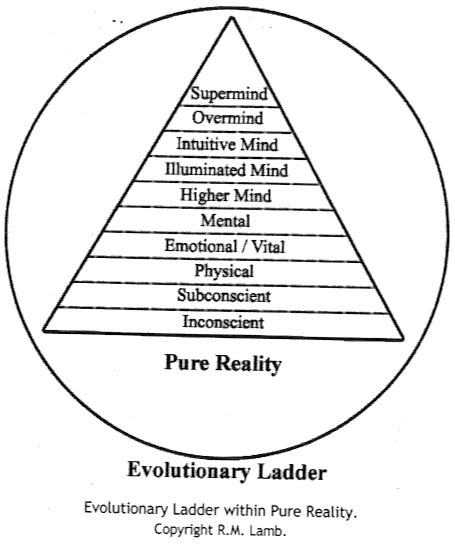 Supermind
Overmind
Intuitive Mind
Illuminated Mind
Higher Mind
Mental
Emotional / Vital
Physical
Subconscient
Inconscient
Pure Reality
Evolutionary Ladder
Evolutionary Ladder within Pure Reality.
Copyright R.M. Lamb.